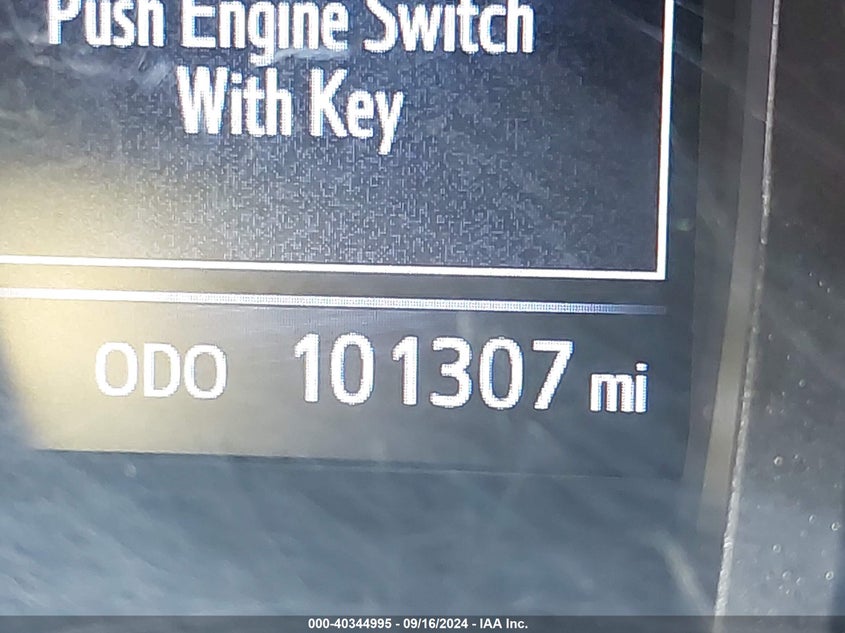 Push Engine Switch
With Key
ODO 101307 mi
000-40344995 - 09/16/2024 - IAA Inc.